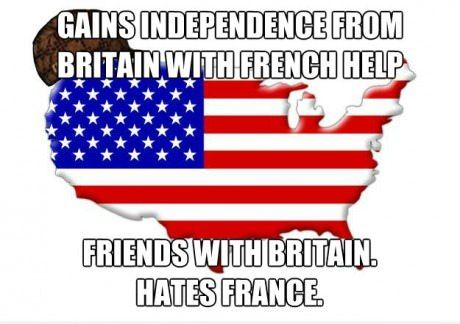 GAINS INDEPENDENCE FROM
BRITAIN WITH FRENCH HELP
FRIENDS WITH BRITAIN.
HATES FRANCE.